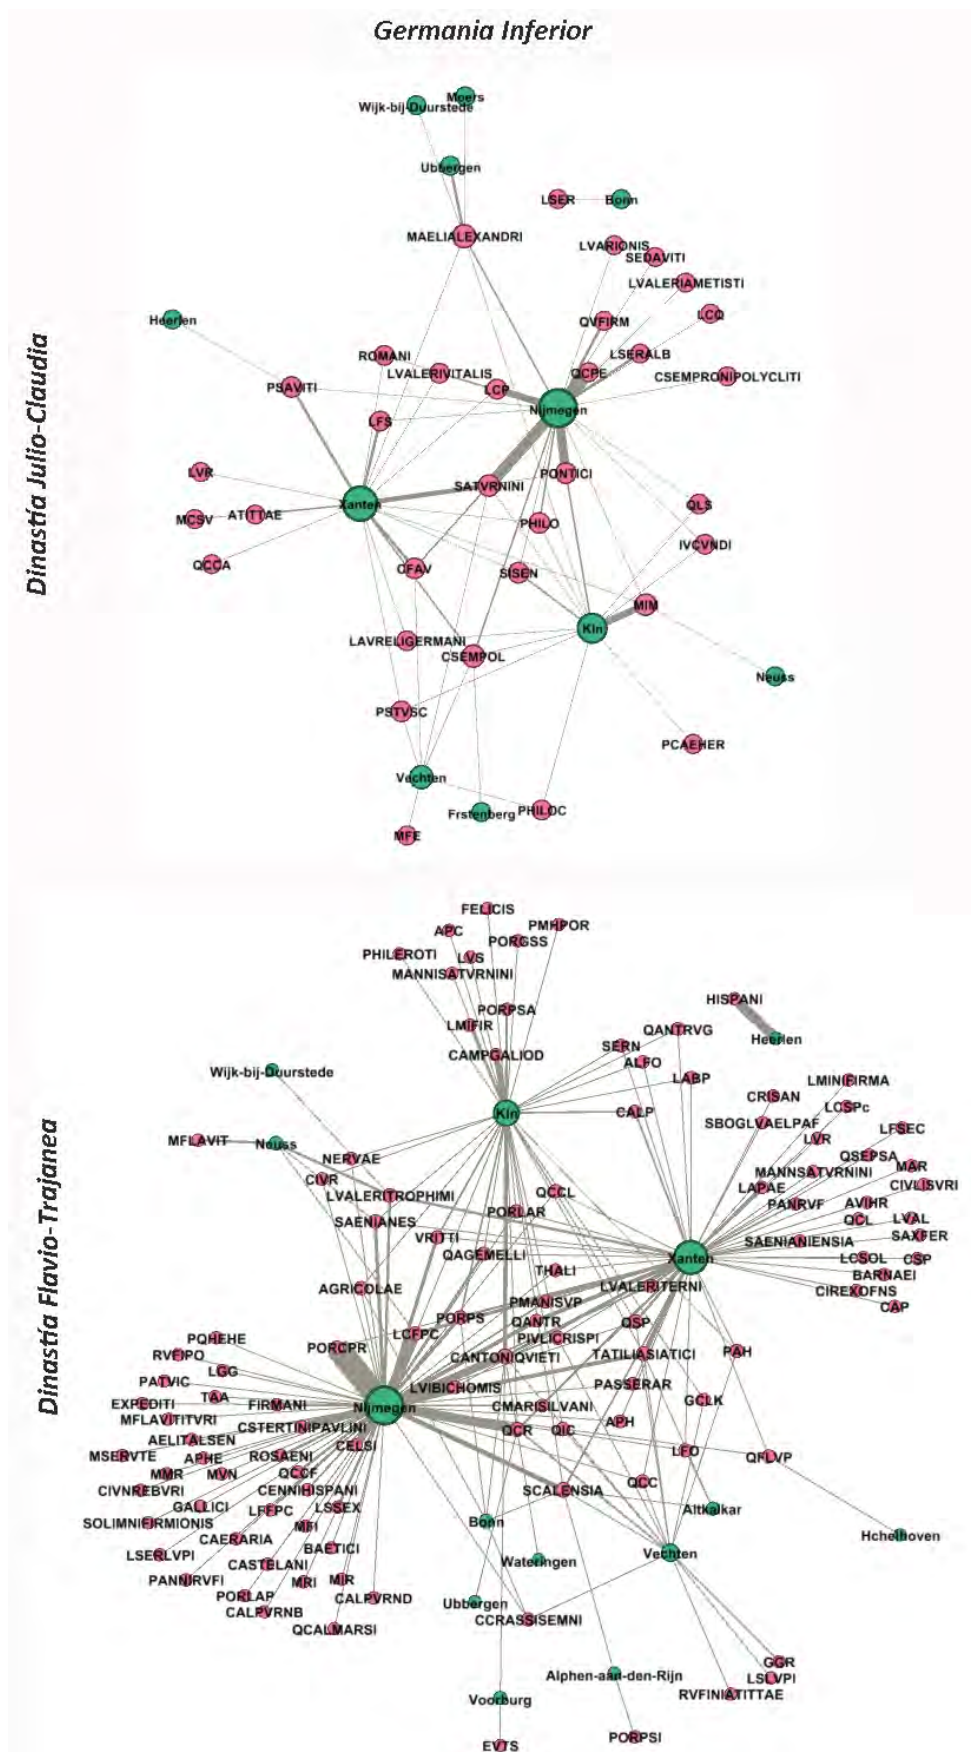 Germania Inferior
Dinastía Julio-Claudia
Moers
Wijk-bij-Duurstede
Ubbergen
LSER
Bonn
MAELIALEXANDRI
LVARIONIS
SEDAVITI
LVALERIAMETISTI
Heerlen
QVFIRM
LCQ
ROMANI
LSERALB
LVALERIVITALIS
QCPE
CSEMPRONIPOLYCLITI
PSAVITI
LCP
Nijmegen
LFS
LVR
PONTICI
SATVRNINI
Xanten
QLS
MCSV
ATITTAE
PHILO
IVCVNDI
QCCA
CFAV
SISEN
MIM
Kln
LAVRELIGERMANI
CSEMPOL
Neuss
PSTVSC
PCAEHER
Vechten
Frstenberg
PHILOC
MFE
Dinastía Flavio-Trajanea
FELICIS
PMHPOR
APC
PORGSS
PHILEROTI
LVS
MANNISATVRNINI
HISPANI
PORPSA
LMIFIR
QANTRVG
Heerlen
SERN
CAMPGALIOD
ALFO
Wijk-bij-Duurstede
LABP
LMINIFIRMA
CRISAN
Kln
CALP
LCSPc
SBOGLVAELPAF
LFSEC
MFLAVIT
Neuss
LVR
NERVAE
QSEPSA
MAR
CIVR
MANNSATVRNINI
CIVLISVRI
LVALERITROPHIMI
QCCL
LAPAE
PANRVF
AVIHR
PORLAR
SAENIANES
QCL
LVAL
VRITTI
SAENIANIENSIA
SAXFER
QAGEMELLI
Xanten
LCSOL
CSP
THALI
BARNAEI
AGRICOLAE
LVALERITERNI
CIREXOFNS
PMANISVP
CAP
PORPS
QANTR
QSP
LCFPC
PIVLICRISPI
PQHEHE
PORCPR
CANTONIQVIETI
TATILIASIATICI
PAH
RVFIPO
LGG
PATVIC
LVIBICHOMIS
PASSERAR
EXPEDITI
TAA
FIRMANI
Nijmegen
CMARISILVANI
GCLK
MFLAVITITVRI
CSTERTINIPAVLINI
APH
AELITALSEN
CELSI
QCR
QIC
MSERVTE
APHE
ROSAENI
LFO
QFLVP
MMR
MVN
QCCF
CIVNREBVRI
CENNIHISPANI
SCALENSIA
QCC
GALLICI
LFFPC
LSSEX
Altkalkar
SOLIMNIFIRMIONIS
MFI
Bonn
Hchelhoven
CAERARIA
LSERLVPI
BAETICI
Wateringen
Vechten
CASTELANI
PANNIRVFI
MRI
MIR
PORLAP
CALPVRND
Ubbergen
CALPVRNB
CCRASSISEMNI
QCALMARSI
GGR
Alphen-aan-den-Rijn
LSLVPI
RVFINIATITTAE
Voorburg
PORPSI
EVTS